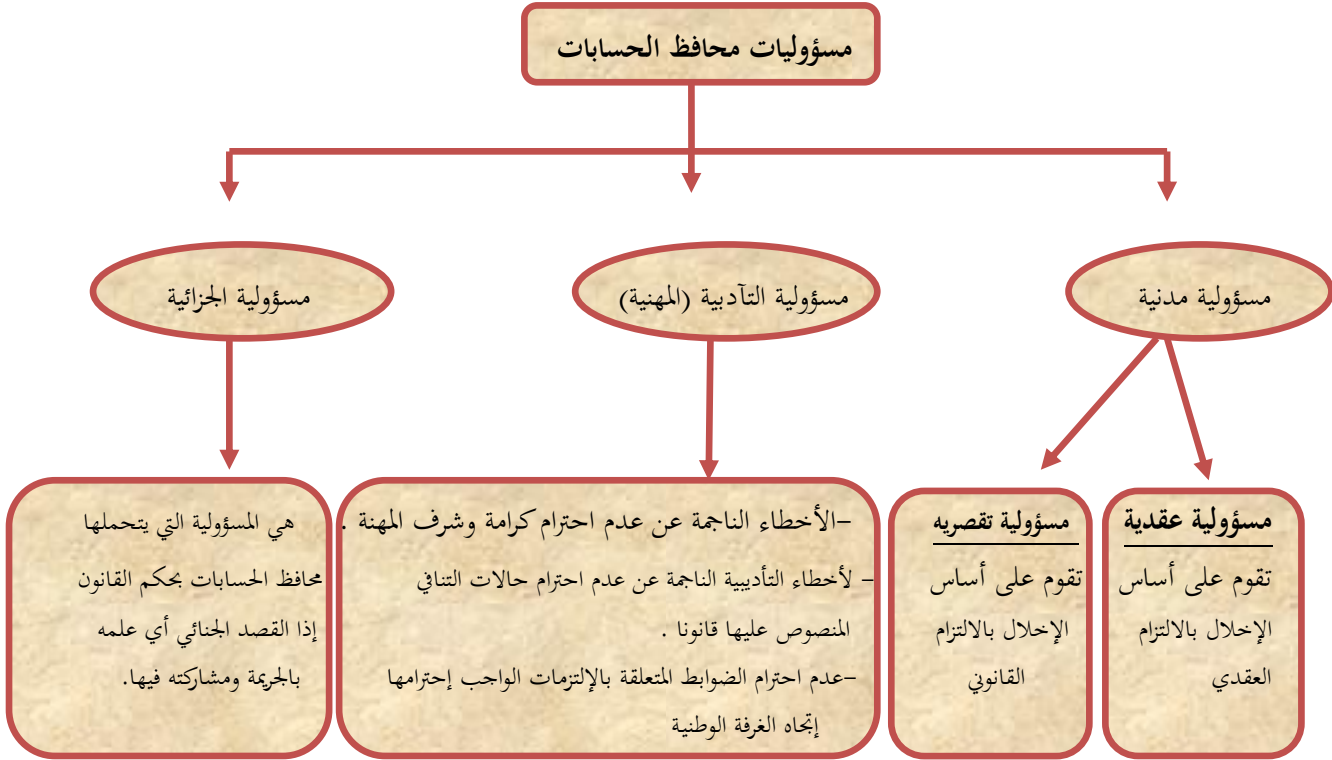 مسؤوليات محافظ الحسابات
مسؤولية مدنية
مسؤولية التآدبية (المهنية)
مسؤولية الجزائية
مسؤولية عقدية
تقوم على أساس
الإخلال بالالتزام
العقدي
مسؤولية تقصريه
تقوم على أساس
الإخلال بالالتزام
القانوني
-الأخطاء الناجمة عن عدم احترام كرامة وشرف المهنة .
- لأخطاء التأديبية الناجمة عن عدم احترام حالات التنافي
المنصوص عليها قانونا .
-عدم احترام الضوابط المتعلقة بالإلتزمات الواجب إحترامها
إتجاه الغرفة الوطنية
هي المسؤولية التي يتحملها
محافظ الحسابات بحكم القانون
إذا القصد الجنائي أي علمه
بالجريمة ومشاركته فيها.